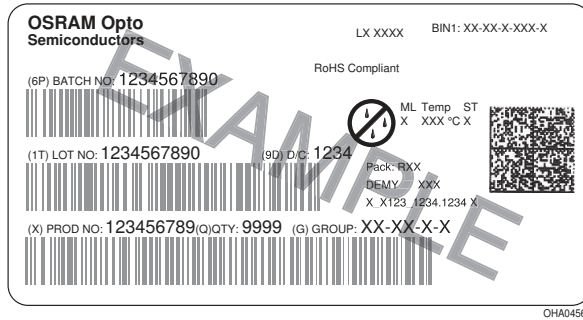 OSRAM Opto
Semiconductors
LX XXXX
BIN1: XX-XX-X-XXX-X
RoHS Compliant
(6P) BATCH NO: 1234567890
ML Temp ST
X XXX °C X
(1T) LOT NO: 1234567890
(9D) D/C: 1234
Pack: RXX
DEMY XXX
X_X123_1234.1234 X
(X) PROD NO: 123456789(Q)QTY: 9999 (G) GROUP: XX-XX-X-X
EXAMPLE